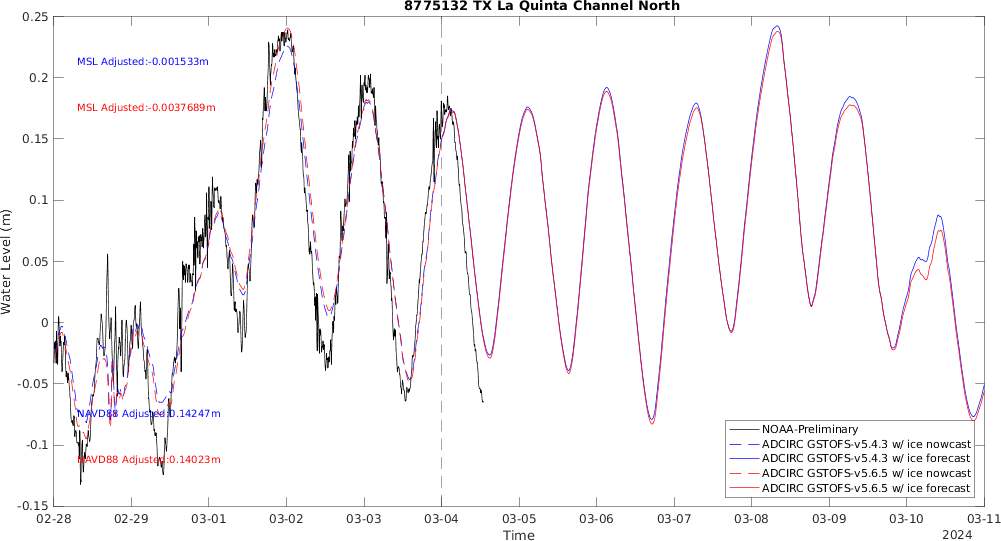 8775132 TX La Quinta Channel North
0.25
0.2
0.15
0.1
0.05
0
-0.05
-0.1
-0.15
Water Level (m)
MSL Adjusted:-0.001533m
MSL Adjusted:-0.0037689m
NAVD88 Adjusted:0.14247m
NAVD88 Adjusted:0.14023m
NOAA-Preliminary
ADCIRC GSTOFS-v5.4.3 w/ ice nowcast
ADCIRC GSTOFS-v5.4.3 w/ ice forecast
ADCIRC GSTOFS-v5.6.5 w/ ice nowcast
ADCIRC GSTOFS-v5.6.5 w/ ice forecast
02-28 02-29 03-01 03-02 03-03 03-04 03-05 03-06 03-07 03-08 03-09 03-10 03-11
Time
2024